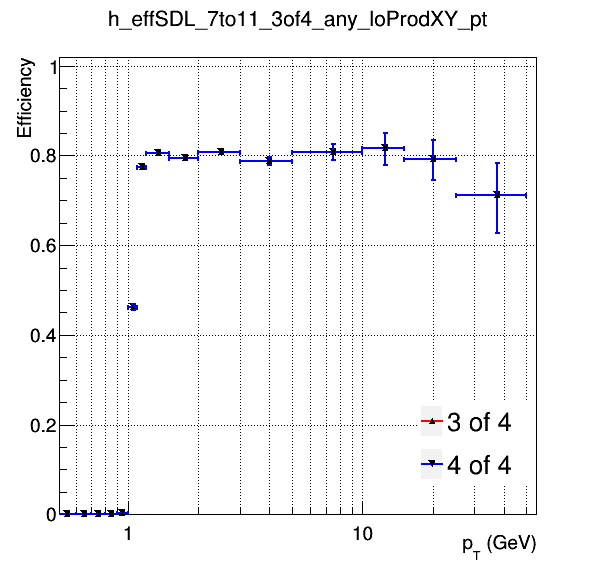 h_effSDL_7to11_3of4_any_loProdXY_pt
Efficiency
1
0.8
0.6
0.4
0.2
0
3 of 4
4 of 4
1
10
p_T (GeV)